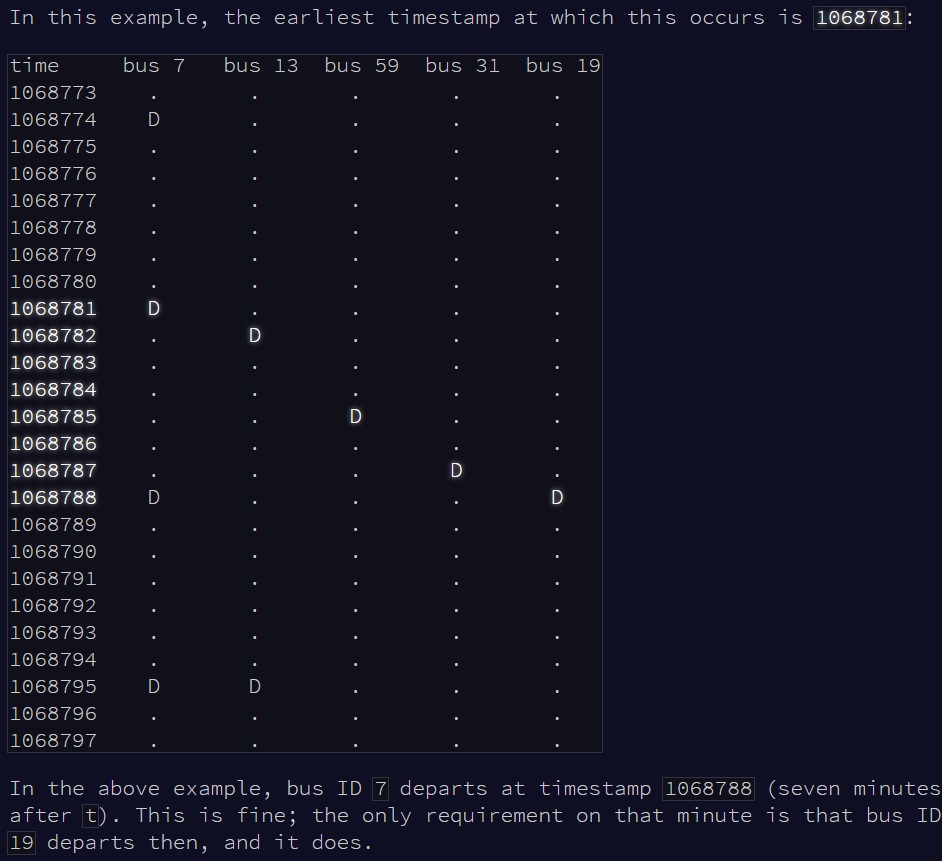 In this example, the earliest timestamp at which this occurs is 1068781:
time     bus 7   bus 13  bus 59  bus 31  bus 19
1068773    .       .       .       .       .
1068774    D       .       .       .       .
1068775    .       .       .       .       .
1068776    .       .       .       .       .
1068777    .       .       .       .       .
1068778    .       .       .       .       .
1068779    .       .       .       .       .
1068780    .       .       .       .       .
1068781    D       .       .       .       .
1068782    .       D       .       .       .
1068783    .       .       .       .       .
1068784    .       .       .       .       .
1068785    .       .       D       .       .
1068786    .       .       .       .       .
1068787    .       .       .       D       .
1068788    D       .       .       .       D
1068789    .       .       .       .       .
1068790    .       .       .       .       .
1068791    .       .       .       .       .
1068792    .       .       .       .       .
1068793    .       .       .       .       .
1068794    .       .       .       .       .
1068795    D       D       .       .       .
1068796    .       .       .       .       .
1068797    .       .       .       .       .
In the above example, bus ID 7 departs at timestamp 1068788 (seven minutes
after t). This is fine; the only requirement on that minute is that bus ID
19 departs then, and it does.